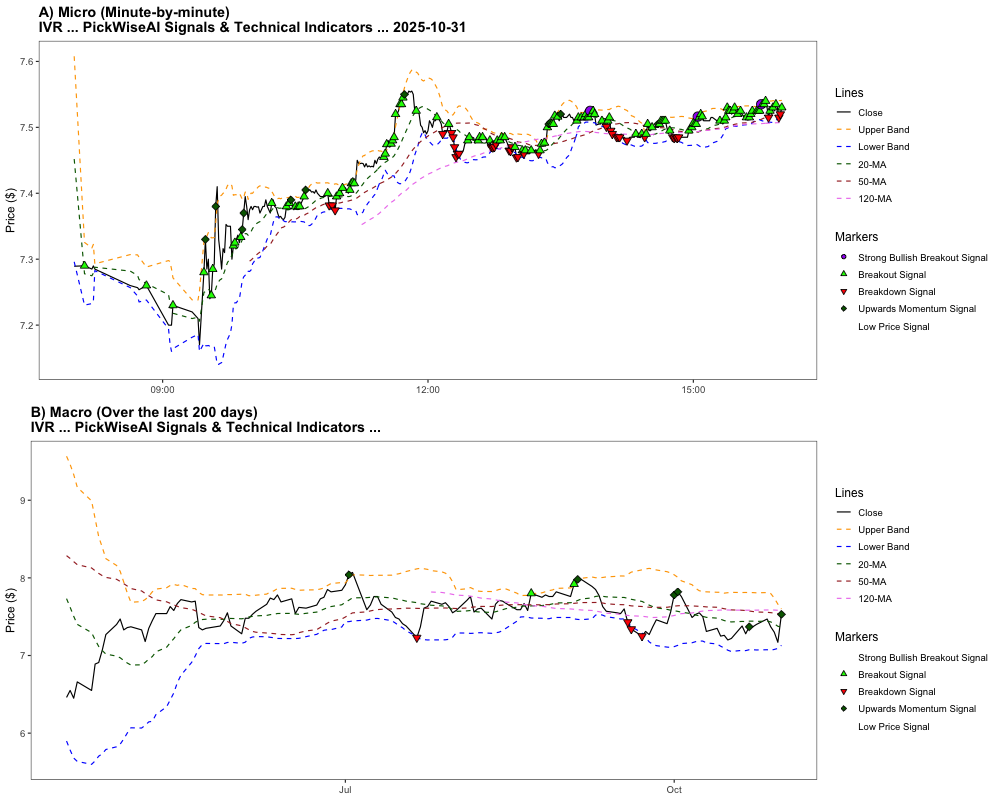 A) Micro (Minute-by-minute)
IVR ... PickWiseAI Signals & Technical Indicators ... 2025-10-31
Price ($)
7.6
7.5
7.4
7.3
7.2
09:00
12:00
15:00
Lines
Close
Upper Band
Lower Band
20-MA
50-MA
120-MA
Markers
Strong Bullish Breakout Signal
Breakout Signal
Breakdown Signal
Upwards Momentum Signal
Low Price Signal
B) Macro (Over the last 200 days)
IVR ... PickWiseAI Signals & Technical Indicators ...
Price ($)
9
8
7
6
Jul
Oct
Lines
Close
Upper Band
Lower Band
20-MA
50-MA
120-MA
Markers
Strong Bullish Breakout Signal
Breakout Signal
Breakdown Signal
Upwards Momentum Signal
Low Price Signal